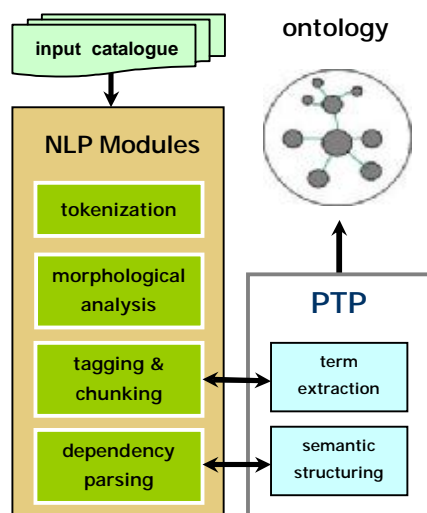 input catalogue
ontology
NLP Modules
tokenization
morphological
analysis
tagging &
chunking
dependency
parsing
PTP
term
extraction
semantic
structuring